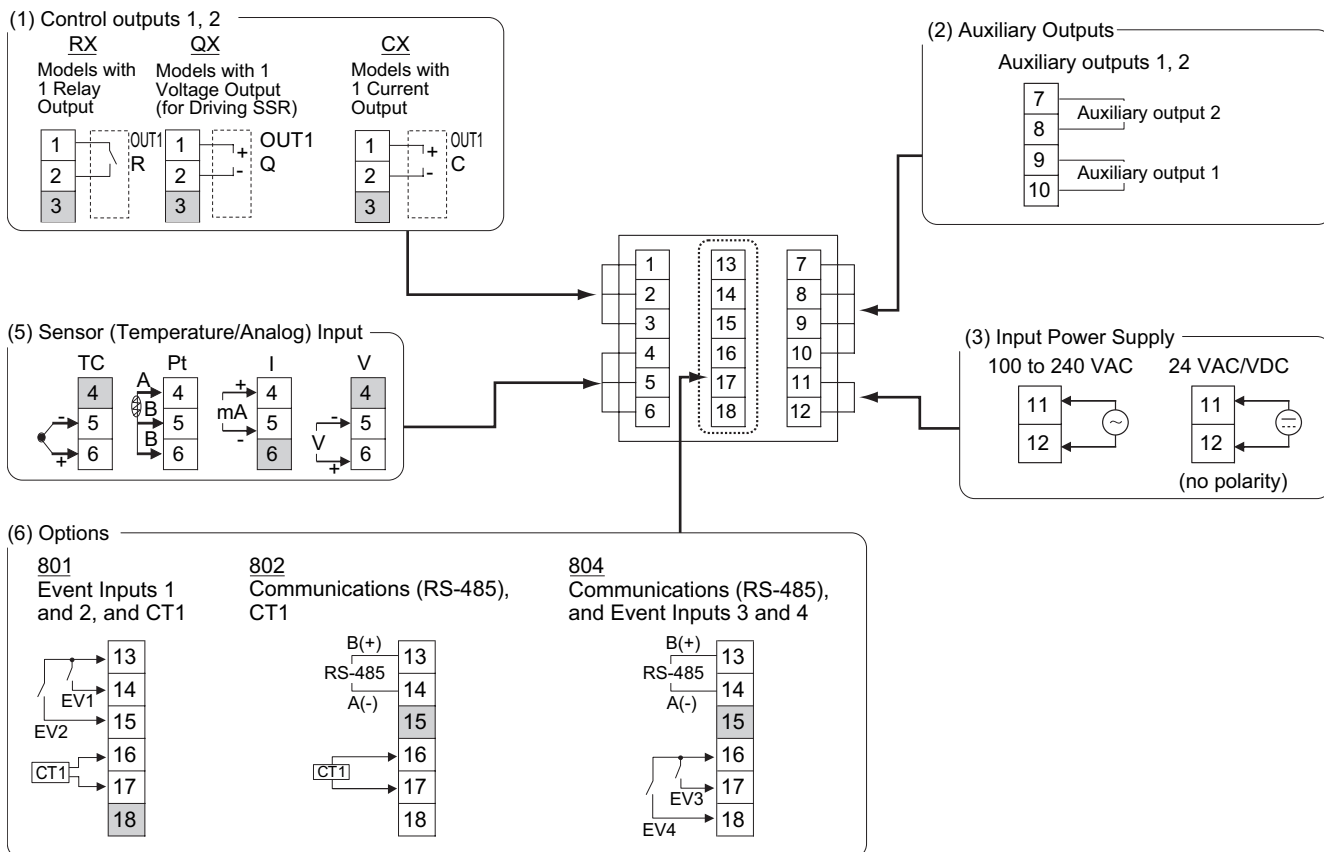 (1) Control outputs 1, 2
RX
Models with
1 Relay
Output
1
2
3
OUT1
R
QX
Models with 1
Voltage Output
(for Driving SSR)
1
2
3
+
-
OUT1
Q
CX
Models with
1 Current
Output
1
2
3
+
-
OUT1
C
(2) Auxiliary Outputs
Auxiliary outputs 1, 2
7
8
9
10
Auxiliary output 2
Auxiliary output 1
1
2
3
4
5
6
13
14
15
16
17
18
7
8
9
10
11
12
(5) Sensor (Temperature/Analog) Input
TC
4
5
6
-
+
Pt
A
B
B
4
5
6
I
+
mA
-
4
5
6
V
-
V
+
4
5
6
(3) Input Power Supply
100 to 240 VAC
11
12
24 VAC/VDC
11
12
(no polarity)
(6) Options
801
Event Inputs 1
and 2, and CT1
13
14
15
16
17
18
EV1
EV2
CT1
802
Communications (RS-485),
CT1
B(+)
RS-485
A(-)
CT1
13
14
15
16
17
18
804
Communications (RS-485),
and Event Inputs 3 and 4
B(+)
RS-485
A(-)
EV3
EV4
13
14
15
16
17
18